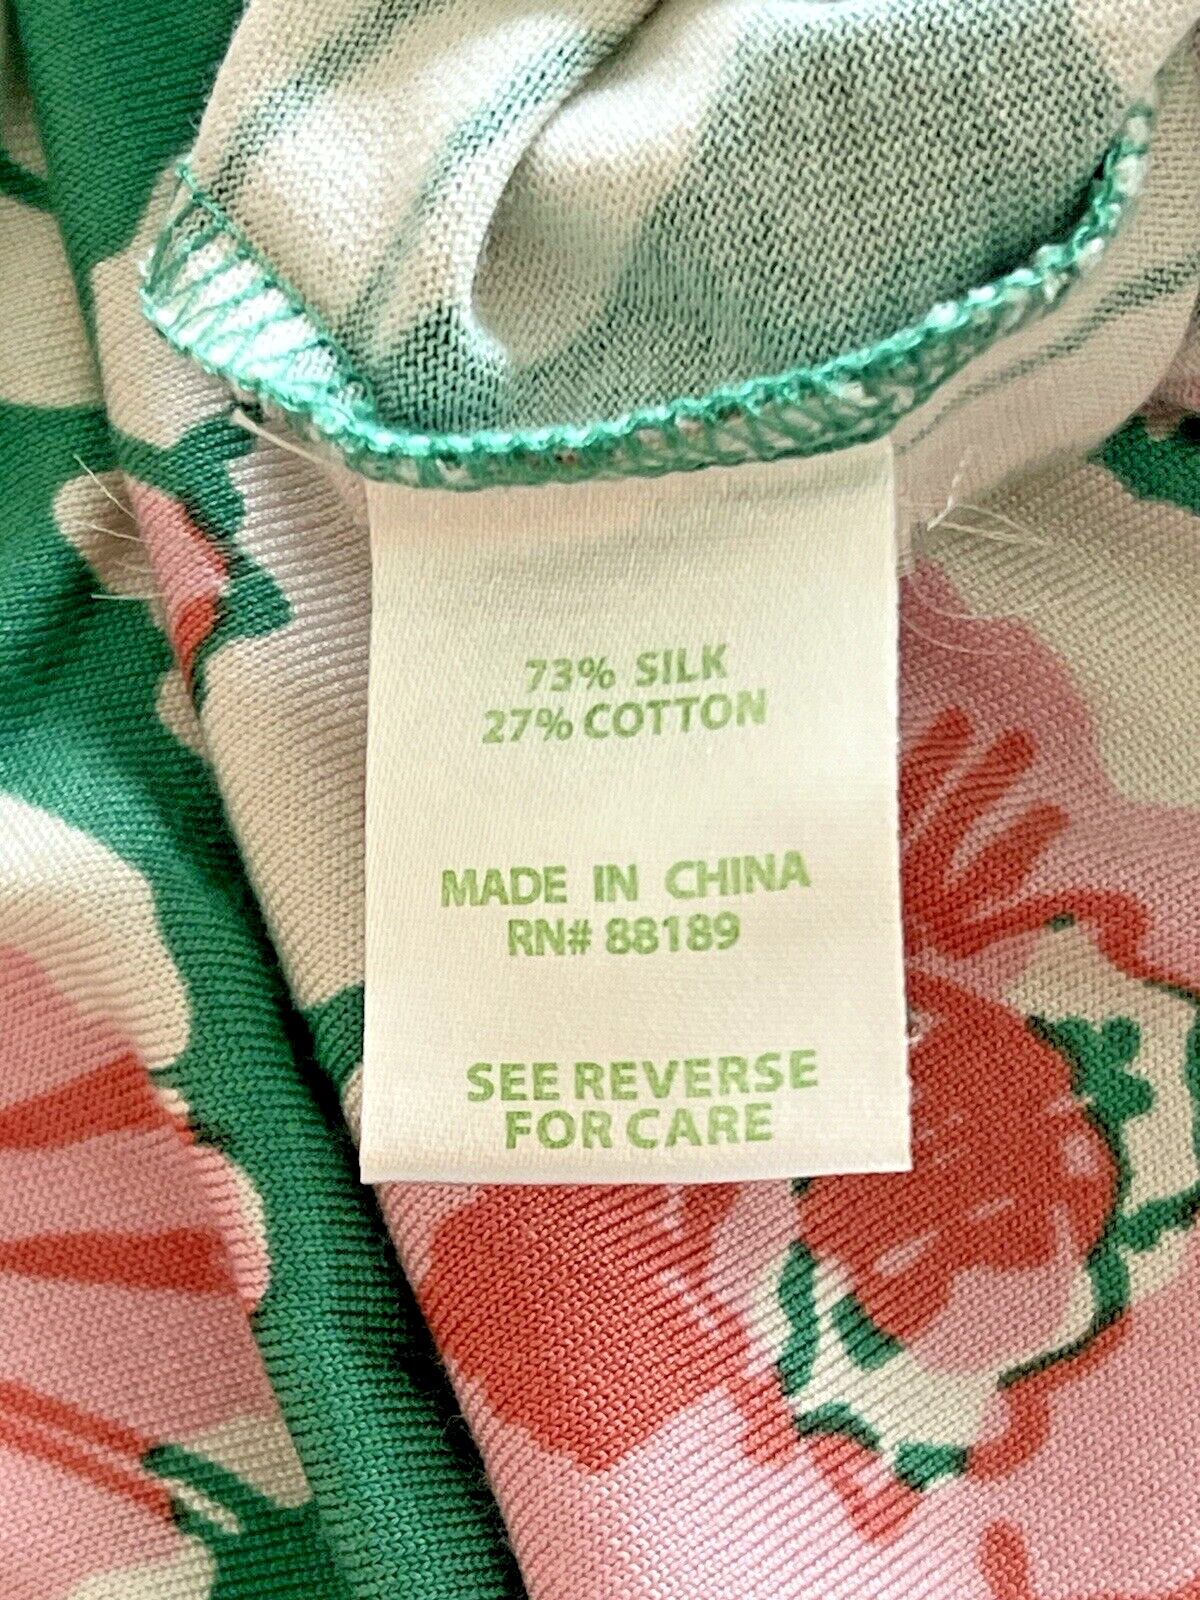 73% SILK
27% COTTON
MADE IN CHINA
RN# 88189
SEE REVERSE
FOR CARE